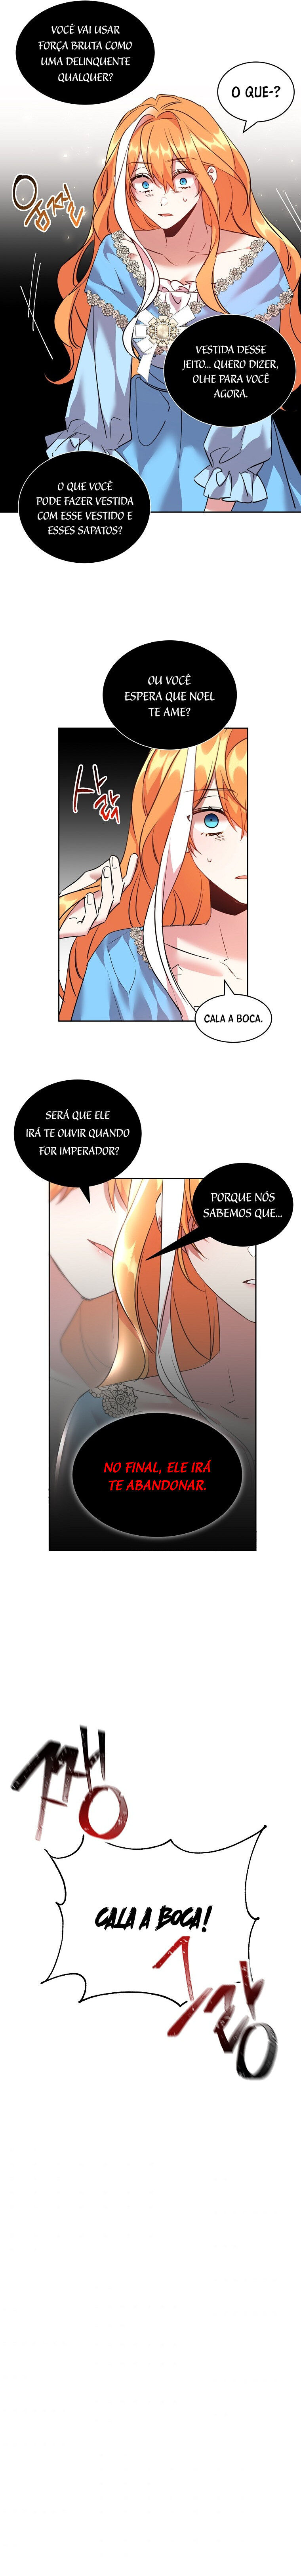 VOCÊ VAI USAR
FORÇA BRUTA COMO
UMA DELINQUENTE
QUALQUER?
O QUE-?
움찔
VESTIDA DESSE
JEITO... QUERO DIZER,
OLHE PARA VOCÊ
AGORA.
O QUE VOCÊ
PODE FAZER VESTIDA
COM ESSE VESTIDO E
ESSES SAPATOS?
OU VOCÊ
ESPERA QUE NOEL
TE AME?
CALA A BOCA.
SERÁ QUE ELE
IRÁ TE OUVIR QUANDO
FOR IMPERADOR?
PORQUE NÓS
SABEMOS QUE...
NO FINAL, ELE IRÁ
TE ABANDONAR.
CALA A BOCA!